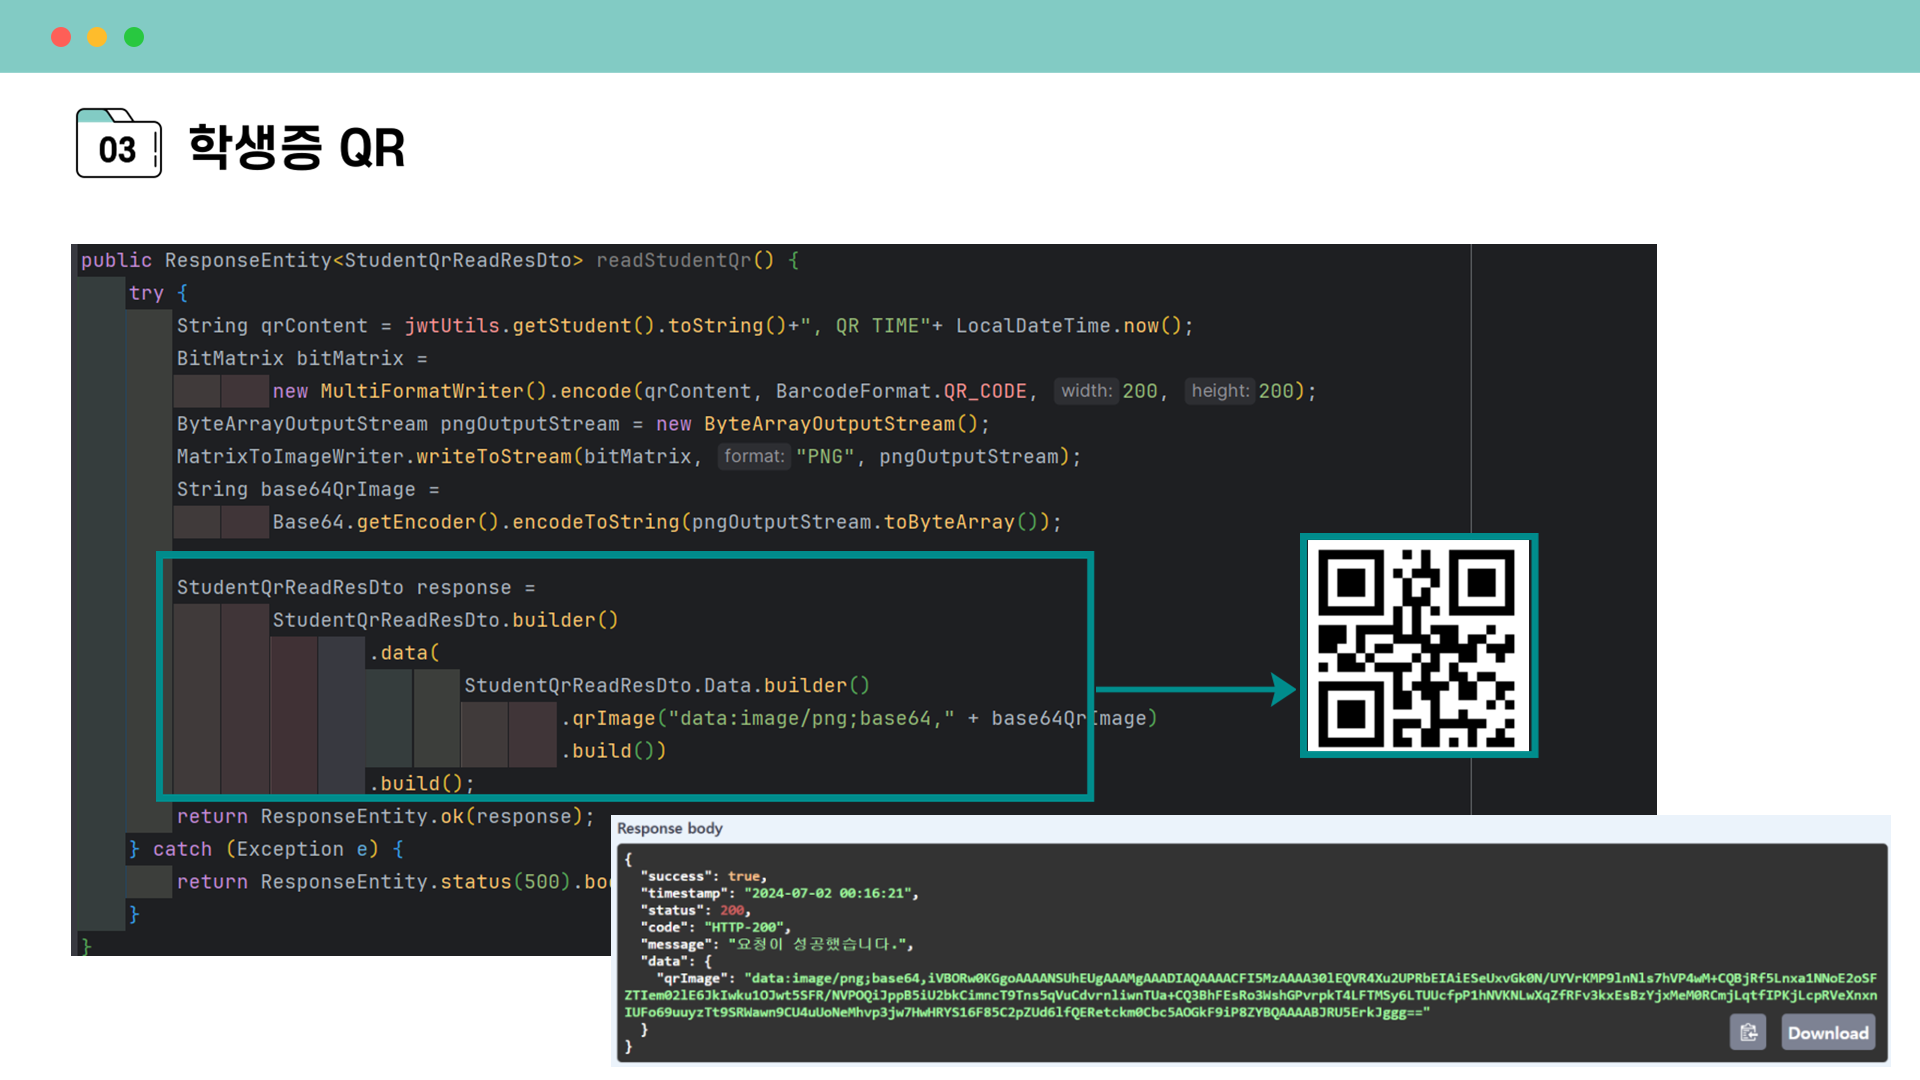 03 학생증 QR
public ResponseEntity<StudentQrReadResDto> readStudentQr() {
try {
String qrContent = jwtUtils.getStudent().toString()+", QR TIME"+ LocalDateTime.now();
BitMatrix bitMatrix =
new MultiFormatWriter().encode(qrContent, BarcodeFormat.QR_CODE, width: 200, height: 200);
ByteArrayOutputStream pngOutputStream = new ByteArrayOutputStream();
MatrixToImageWriter.writeToStream(bitMatrix, format: "PNG", pngOutputStream);
String base64QrImage =
Base64.getEncoder().encodeToString(pngOutputStream.toByteArray());
StudentQrReadResDto response =
StudentQrReadResDto.builder()
.data(
StudentQrReadResDto.Data.builder()
.qrImage("data:image/png;base64," + base64QrImage)
.build())
.build();
return ResponseEntity.ok(response);
} catch (Exception e) {
return ResponseEntity.status(500).bo
}
}
Response body
{
"success": true,
"timestamp": "2024-07-02 00:16:21",
"status": 200,
"code": "HTTP-200",
"message": "요청이 성공했습니다.",
"data": {
"qrImage": "data:image/png;base64,
}
}
Download